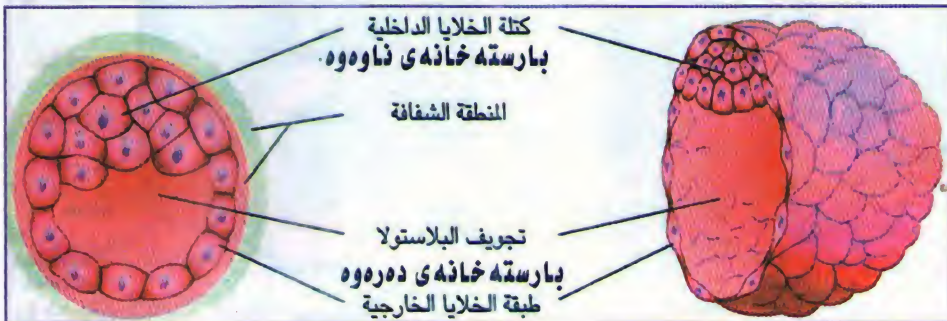 كتلة الخلايا الداخلية
بارستە خانەی ناوەوە.
المنطقة الشفافة
تجويف البلاستولا
بارستە خانەی دەرەوە
طبقة الخلايا الخارجية